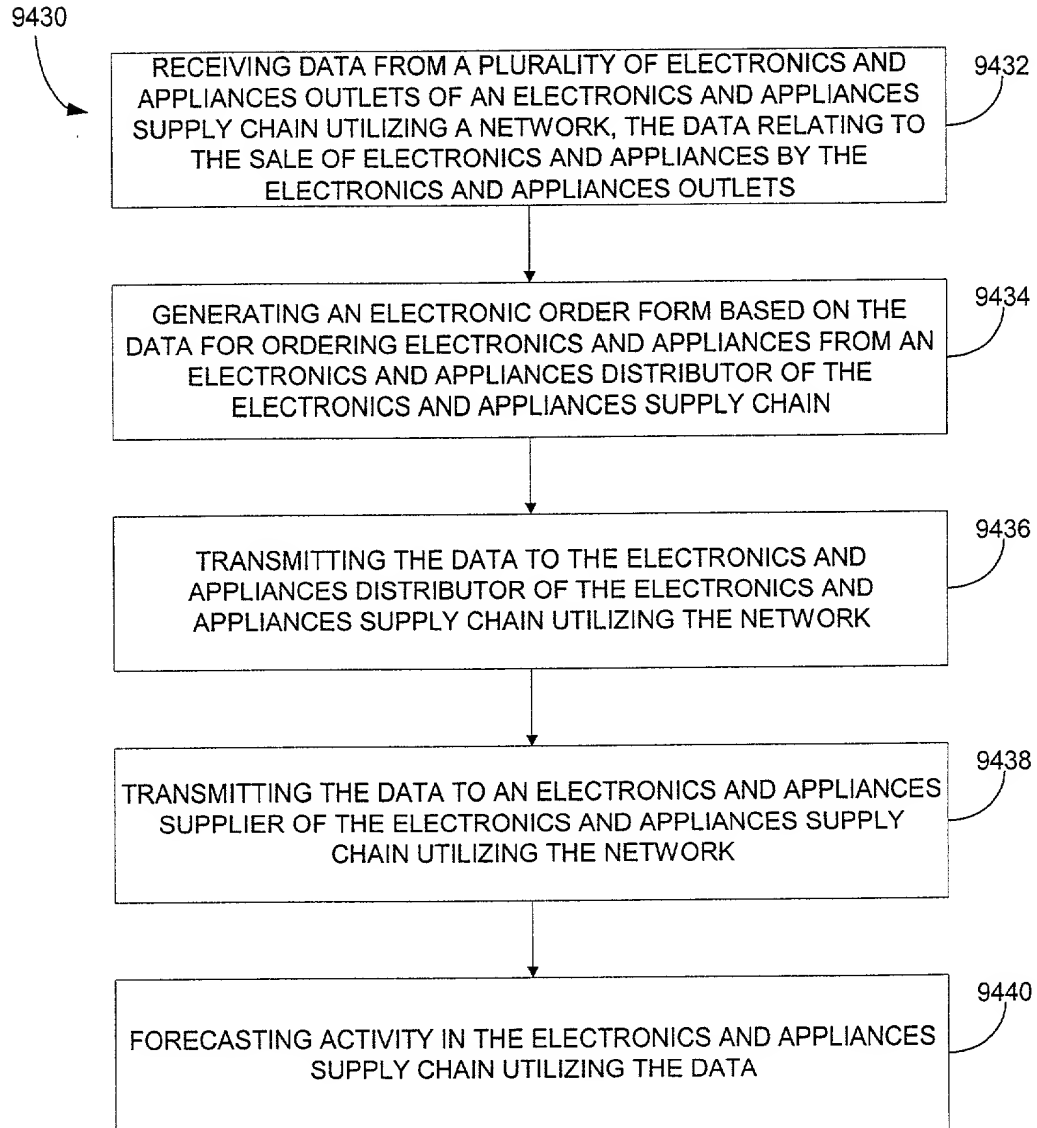 9430
RECEIVING DATA FROM A PLURALITY OF ELECTRONICS AND
APPLIANCES OUTLETS OF AN ELECTRONICS AND APPLIANCES
SUPPLY CHAIN UTILIZING A NETWORK, THE DATA RELATING TO
THE SALE OF ELECTRONICS AND APPLIANCES BY THE
ELECTRONICS AND APPLIANCES OUTLETS
9432
GENERATING AN ELECTRONIC ORDER FORM BASED ON THE
DATA FOR ORDERING ELECTRONICS AND APPLIANCES FROM AN
ELECTRONICS AND APPLIANCES DISTRIBUTOR OF THE
ELECTRONICS AND APPLIANCES SUPPLY CHAIN
9434
TRANSMITTING THE DATA TO THE ELECTRONICS AND
APPLIANCES DISTRIBUTOR OF THE ELECTRONICS AND
APPLIANCES SUPPLY CHAIN UTILIZING THE NETWORK
9436
TRANSMITTING THE DATA TO AN ELECTRONICS AND APPLIANCES
SUPPLIER OF THE ELECTRONICS AND APPLIANCES SUPPLY
CHAIN UTILIZING THE NETWORK
9438
FORECASTING ACTIVITY IN THE ELECTRONICS AND APPLIANCES
SUPPLY CHAIN UTILIZING THE DATA
9440